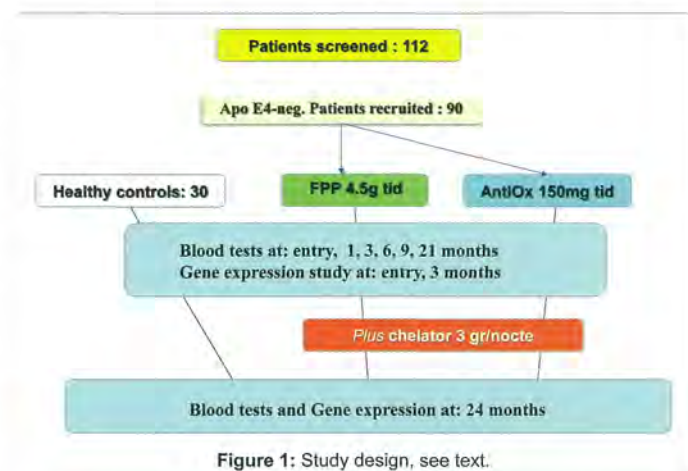 Patients screened : 112
Apo E4-neg. Patients recruited : 90
Healthy controls: 30
FPP 4.5g tid
AntiOx 150mg tid
Blood tests at: entry, 1, 3, 6, 9, 21 months
Gene expression study at: entry, 3 months
Plus chelator 3 gr/nocte
Blood tests and Gene expression at: 24 months
Figure 1: Study design, see text.